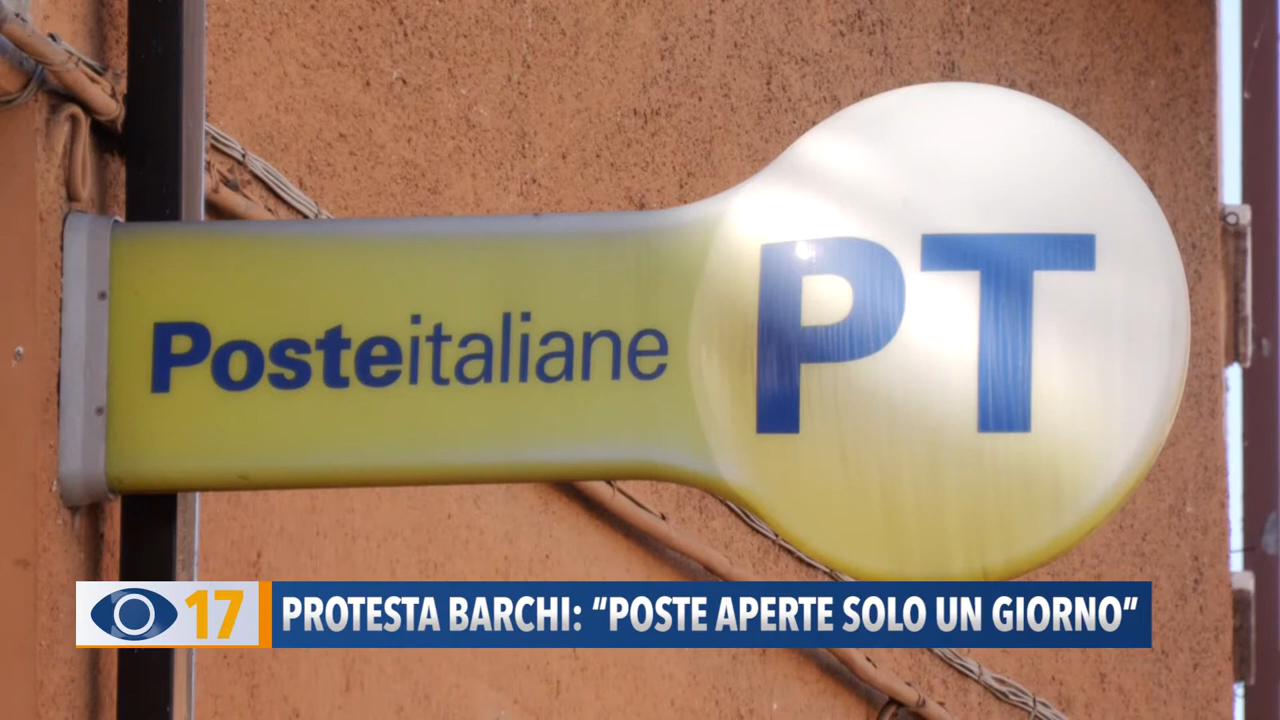 Posteitaliane
PT
17
PROTESTA BARCHI: “POSTE APERTE SOLO UN GIORNO”